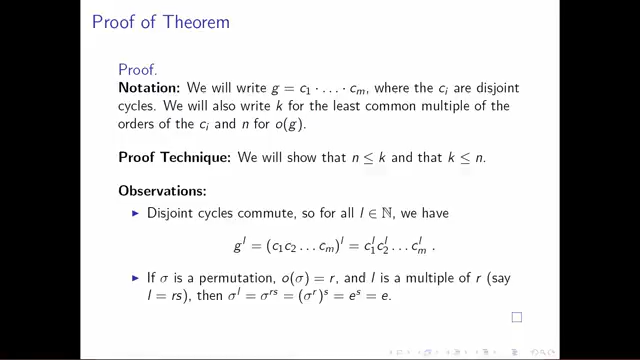 Proof of Theorem
Proof.
Notation: We will write g = c₁ · . . . · cₘ, where the cᵢ are disjoint
cycles. We will also write k for the least common multiple of the
orders of the cᵢ and n for o(g).
Proof Technique: We will show that n ≤ k and that k ≤ n.
Observations:
▶ Disjoint cycles commute, so for all l ∈ ℕ, we have
gˡ = (c₁c₂ . . . cₘ)ˡ = c₁ˡc₂ˡ . . . cₘˡ .
▶ If σ is a permutation, o(σ) = r, and l is a multiple of r (say
l = rs), then σˡ = σʳˢ = (σʳ)ˢ = eˢ = e.